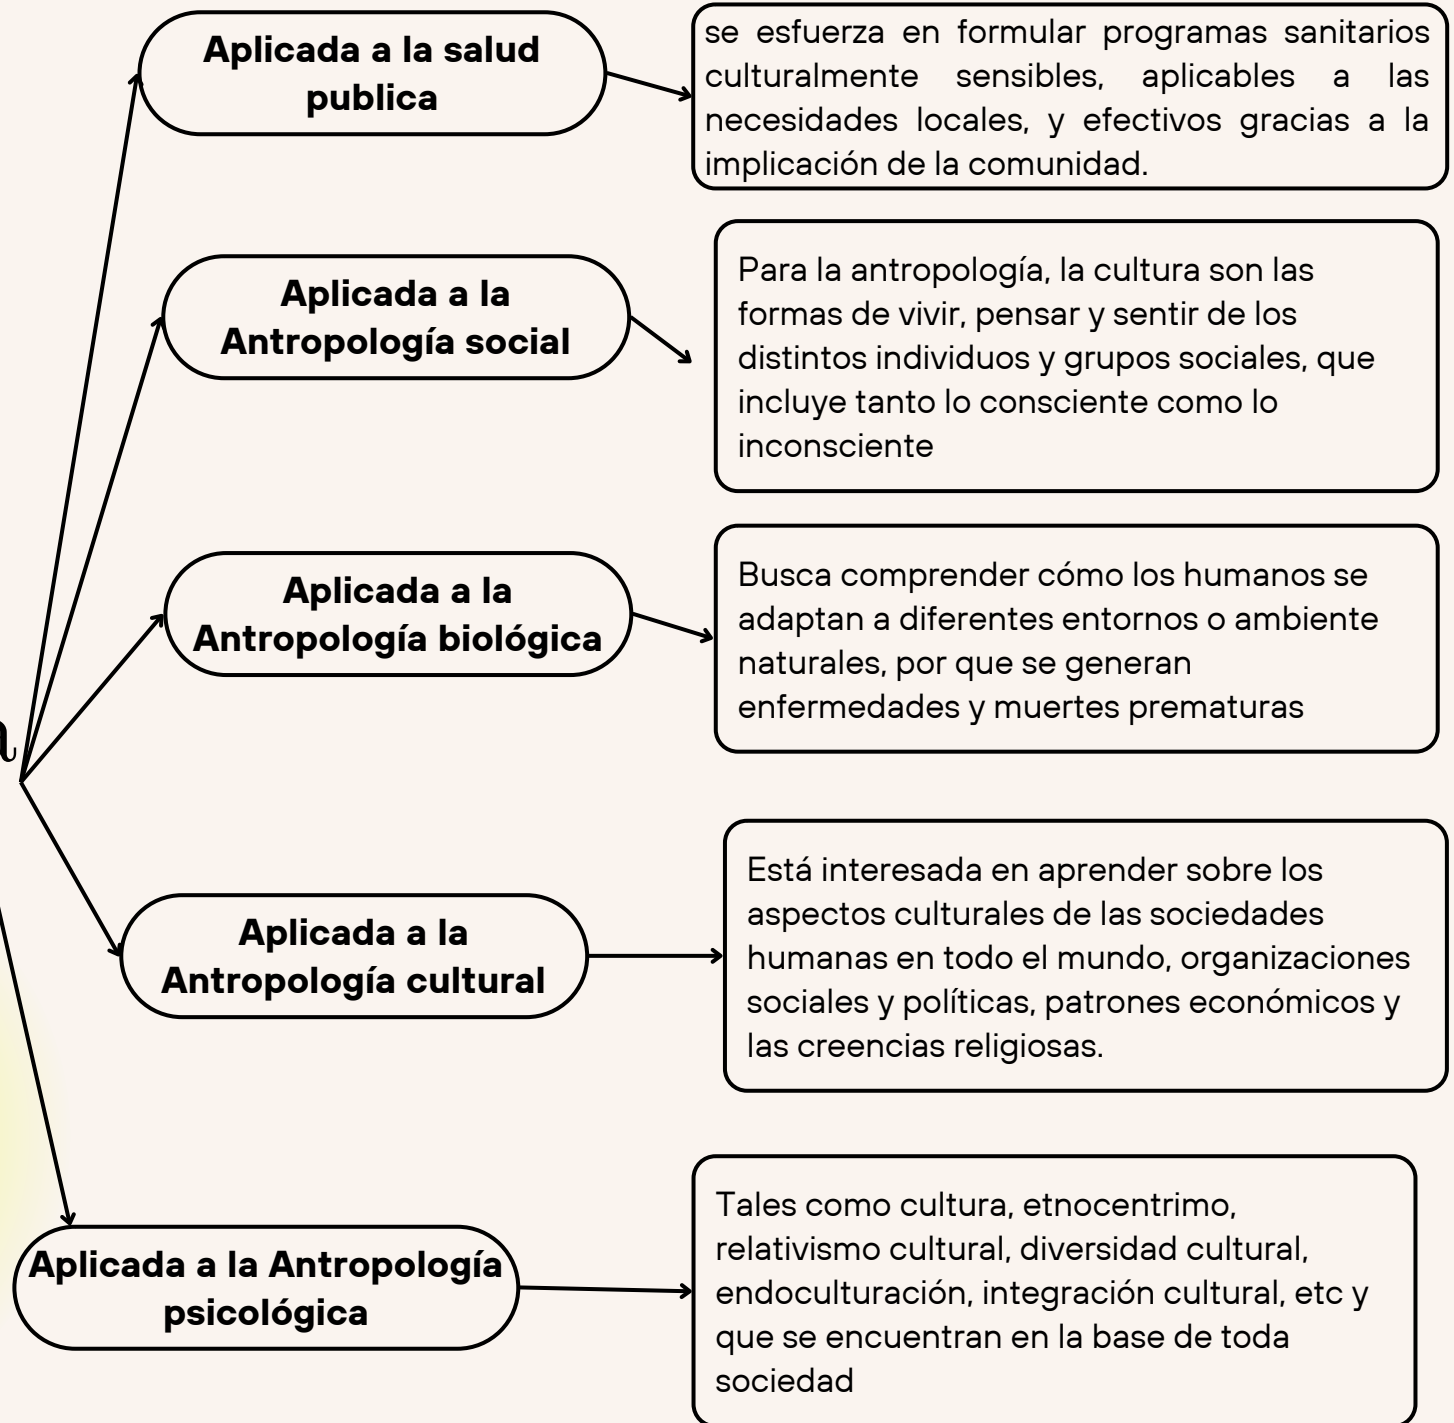 Aplicada a la salud
publica
se esfuerza en formular programas sanitarios
culturalmente sensibles, aplicables a las
necesidades locales, y efectivos gracias a la
implicación de la comunidad.
Aplicada a la
Antropología social
Para la antropología, la cultura son las
formas de vivir, pensar y sentir de los
distintos individuos y grupos sociales, que
incluye tanto lo consciente como lo
inconsciente
Aplicada a la
Antropología biológica
Busca comprender cómo los humanos se
adaptan a diferentes entornos o ambiente
naturales, por que se generan
enfermedades y muertes prematuras
Aplicada a la
Antropología cultural
Está interesada en aprender sobre los
aspectos culturales de las sociedades
humanas en todo el mundo, organizaciones
sociales y políticas, patrones económicos y
las creencias religiosas.
Aplicada a la Antropología
psicológica
Tales como cultura, etnocentrimo,
relativismo cultural, diversidad cultural,
endoculturación, integración cultural, etc y
que se encuentran en la base de toda
sociedad